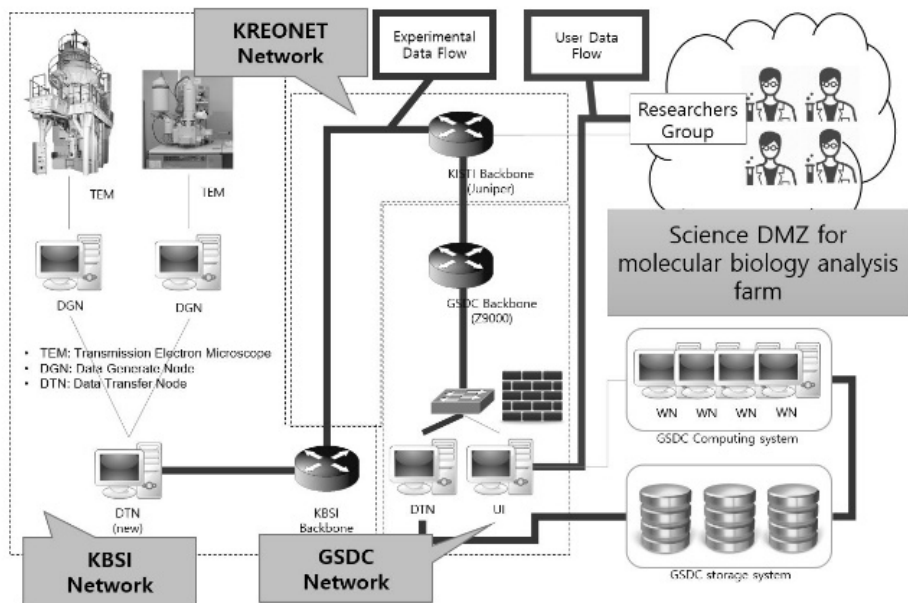 KREONET
Network
Experimental
Data Flow
User Data
Flow
Researchers
Group
TEM
TEM
KISTI Backbone
(Juniper)
Science DMZ for
molecular biology analysis
farm
DGN
DGN
GSDC Backbone
(Z9000)
• TEM: Transmission Electron Microscope
• DGN: Data Generate Node
• DTN: Data Transfer Node
WN
WN
WN
WN
GSDC Computing system
DTN
(new)
KBSI
Backbone
DTN
UI
KBSI
Network
GSDC
Network
GSDC storage system